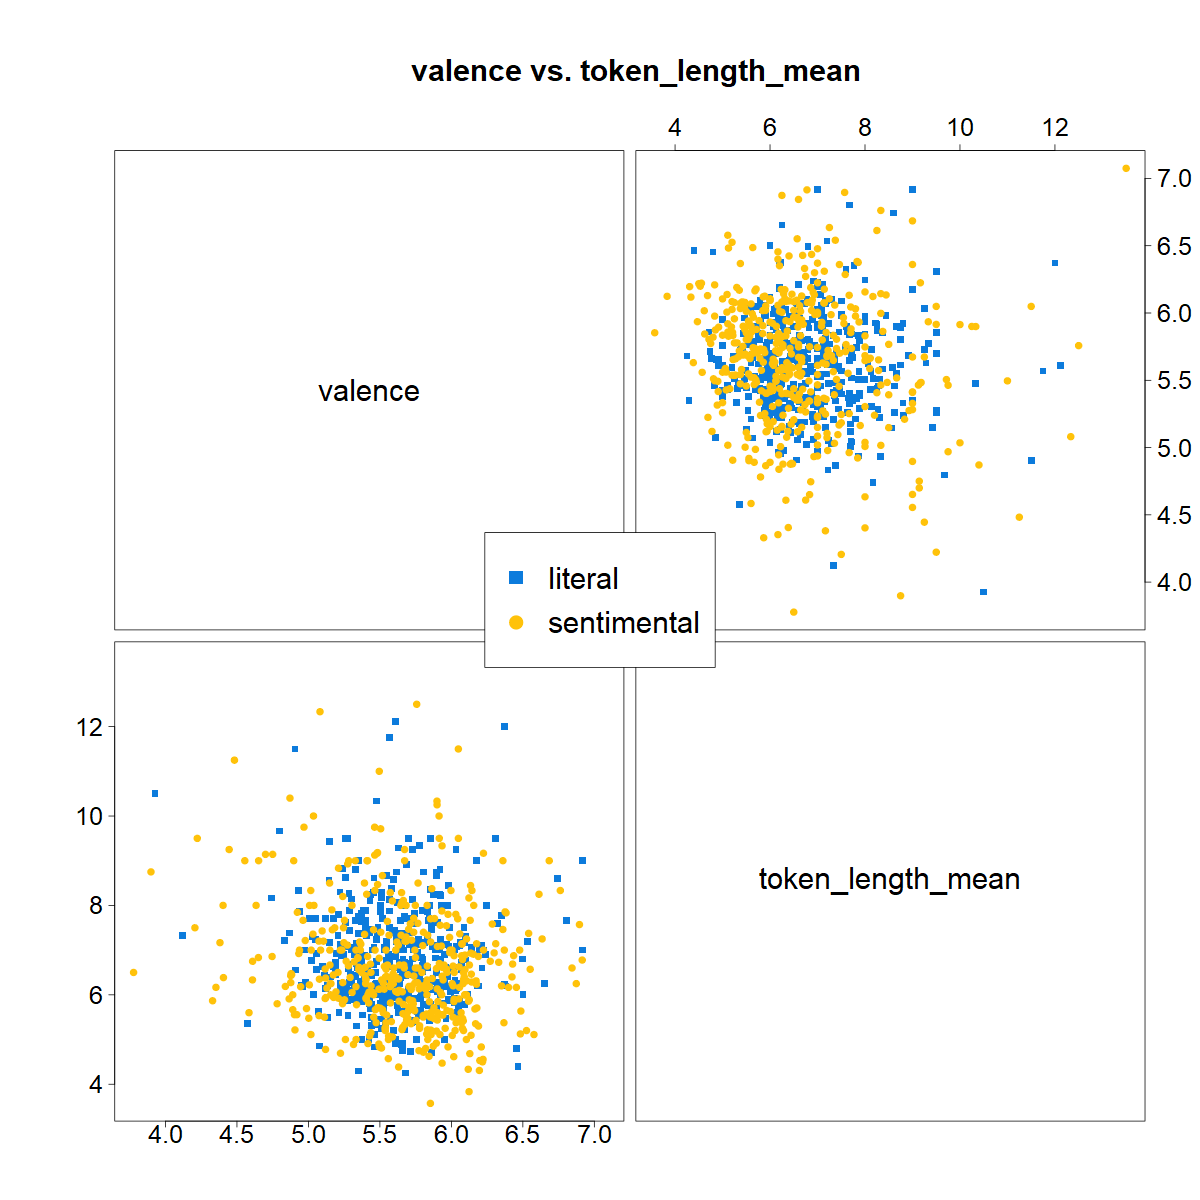 valence vs. token_length_mean
4 6 8 10 12
valence
7.0
6.5
6.0
5.5
5.0
4.5
4.0
literal
sentimental
12
10
8
6
4
token_length_mean
4.0 4.5 5.0 5.5 6.0 6.5 7.0